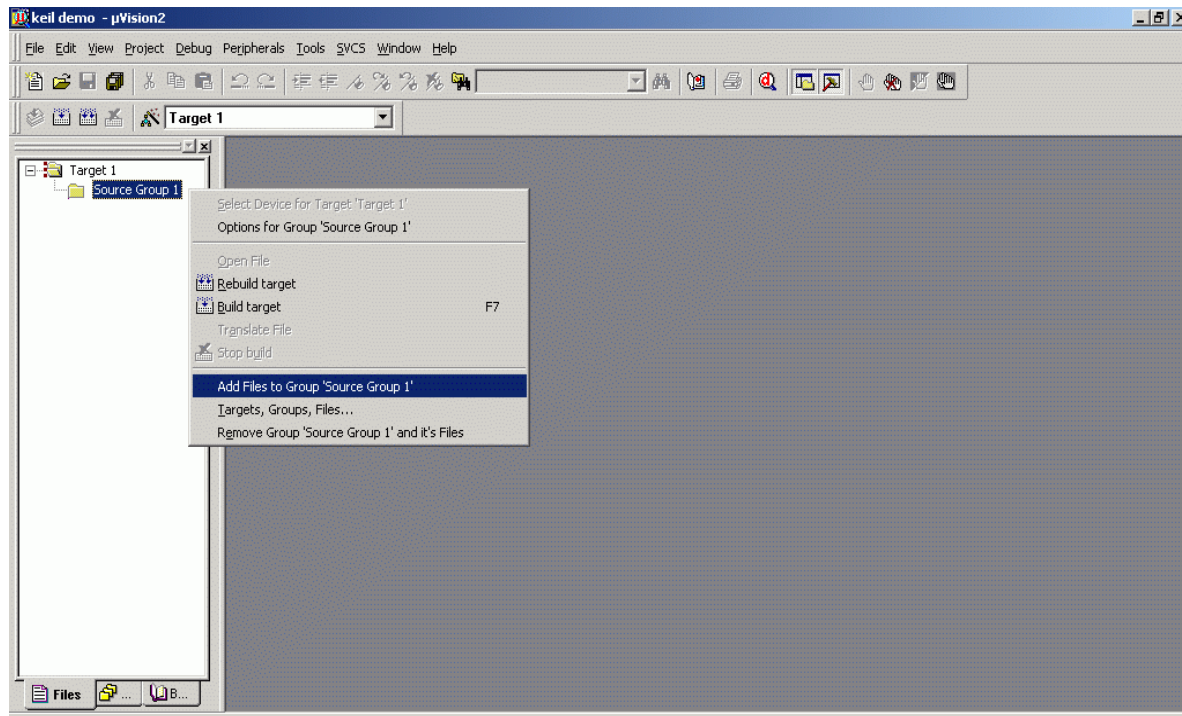 keil demo - µVision2
File Edit View Project Debug Peripherals Tools SVCS Window Help
Target 1
Target 1
Source Group 1
Select Device for Target 'Target 1'
Options for Group 'Source Group 1'
Open File
Rebuild target
Build target F7
Translate File
Stop build
Add Files to Group 'Source Group 1'
Targets, Groups, Files...
Remove Group 'Source Group 1' and it's Files
Files ... B...